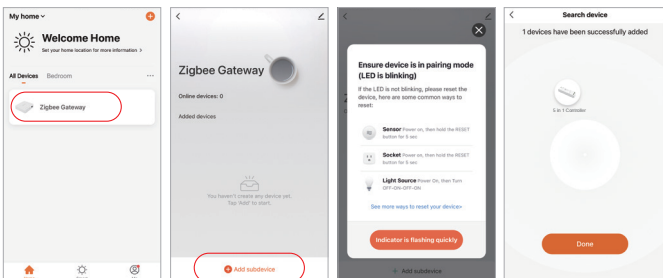 My home
Welcome Home
Set your home location for more information >
All Devices
Bedroom
...
Zigbee Gateway
Zigbee Gateway
Online devices: 0
Added devices
You haven't create any device yet.
Tap 'Add' to start.
Add subdevice
Ensure device is in pairing mode
(LED is blinking)
If the LED is not blinking, please reset the
device, here are some common ways to
reset:
Sensor Power on, then hold the RESET
button for 5 sec
Socket Power on, then hold the RESET
button for 5 sec
Light Source Power On, then Turn
OFF-ON-OFF-ON
See more ways to reset your device>
Indicator is flashing quickly
+ Add subdevice
Search device
1 devices have been successfully added
5 in 1 Controller
Done